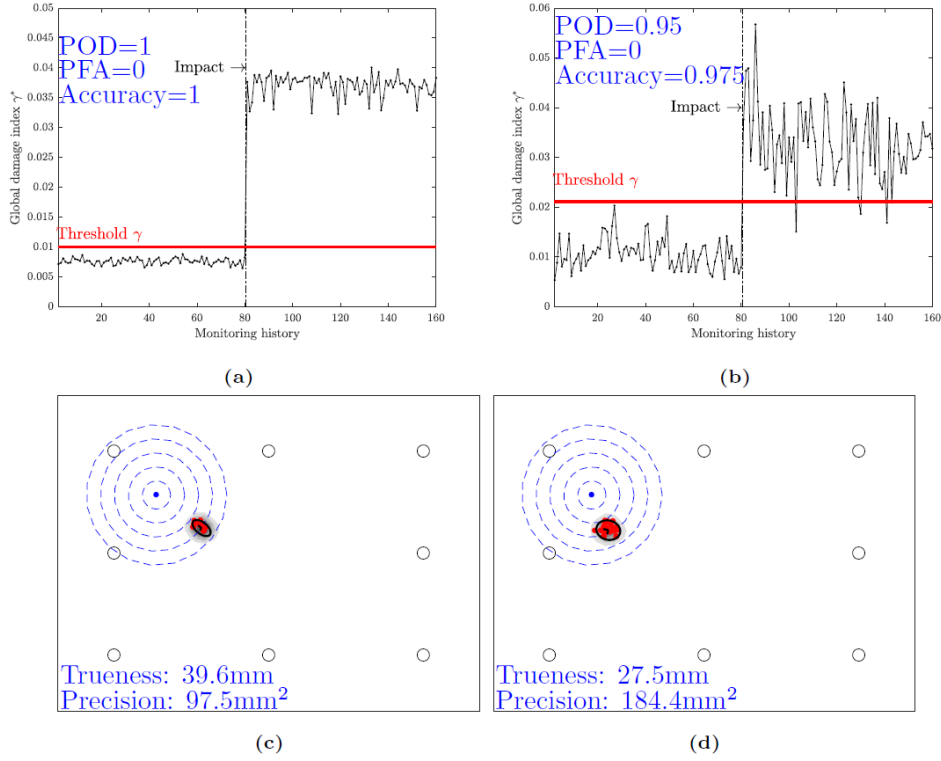 0.05
0.045
0.04
0.035
0.03
0.025
0.02
0.015
0.01
0.005
0
Global damage index γ*
POD=1
PFA=0
Accuracy=1
Impact →
Threshold γ
20 40 60 80 100 120 140 160
Monitoring history
(a)
0.06
0.05
0.04
0.03
0.02
0.01
0
Global damage index γ*
POD=0.95
PFA=0
Accuracy=0.975
Impact →
Threshold γ
20 40 60 80 100 120 140 160
Monitoring history
(b)
Trueness: 39.6mm
Precision: 97.5mm²
(c)
Trueness: 27.5mm
Precision: 184.4mm²
(d)